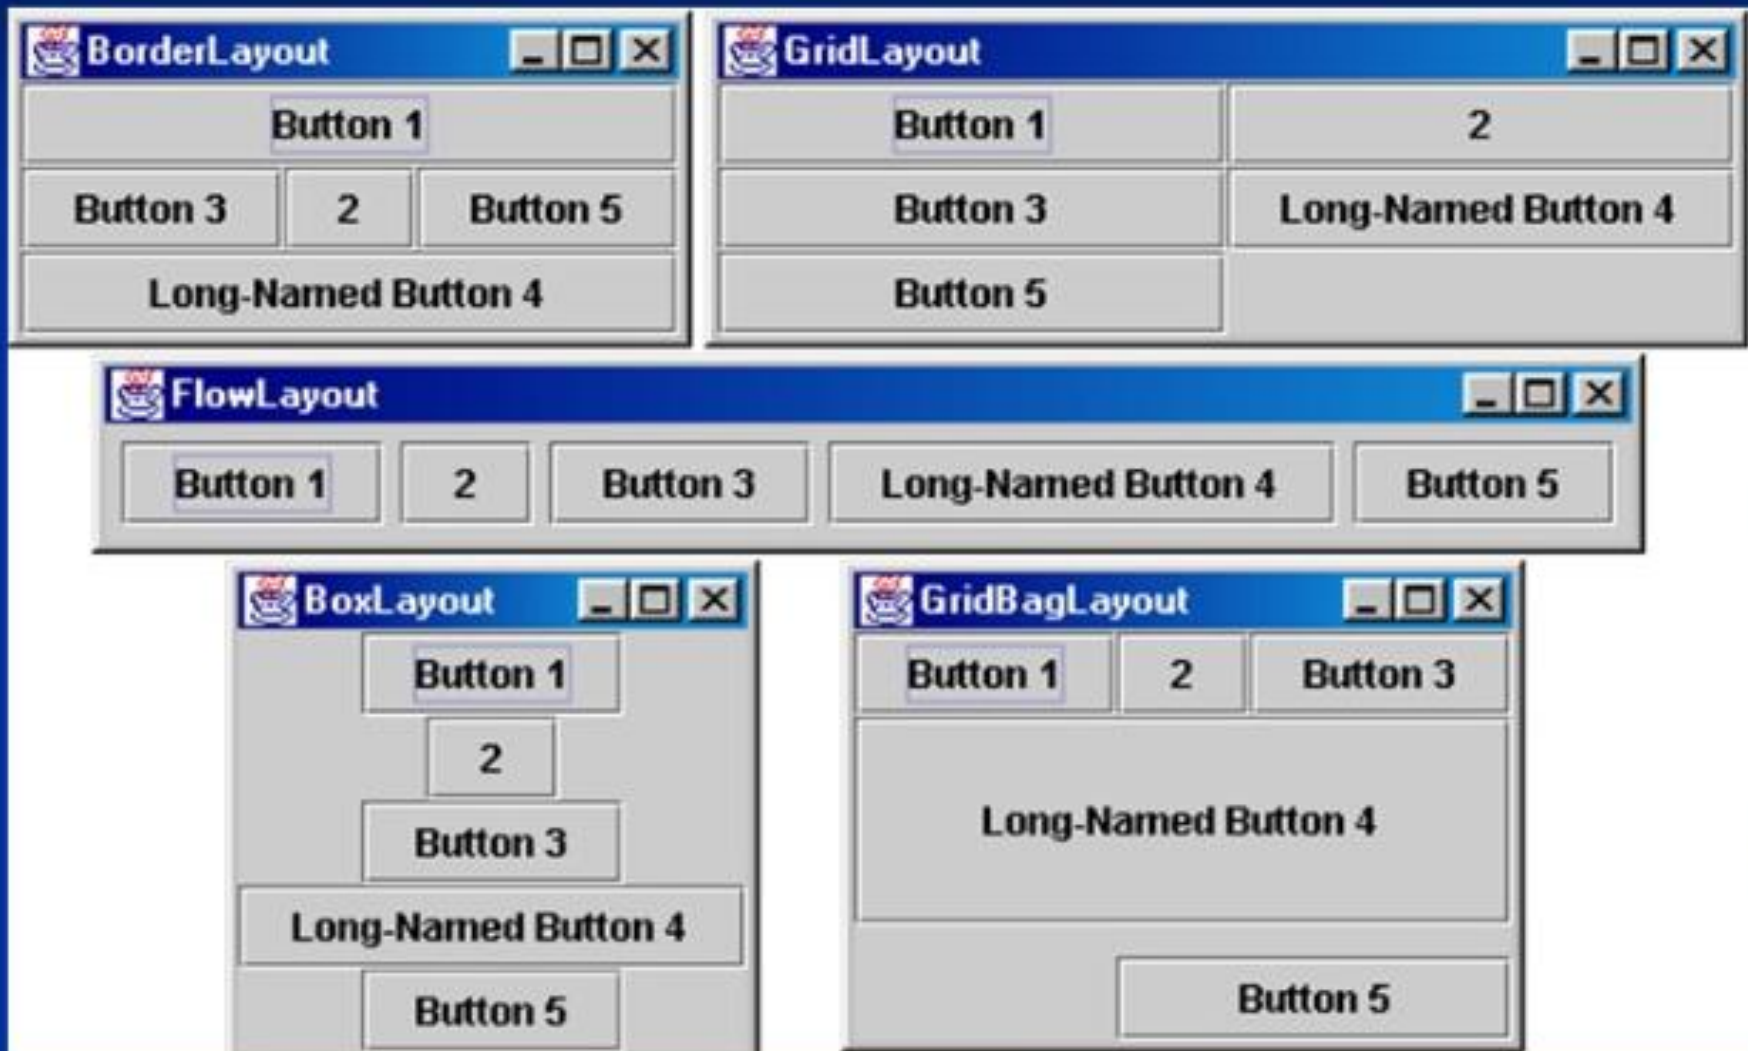 BorderLayout
Button 1
Button 3 2 Button 5
Long-Named Button 4
GridLayout
Button 1 2
Button 3 Long-Named Button 4
Button 5
FlowLayout
Button 1 2 Button 3 Long-Named Button 4 Button 5
BoxLayout
Button 1
2
Button 3
Long-Named Button 4
Button 5
GridBagLayout
Button 1 2 Button 3
Long-Named Button 4
Button 5